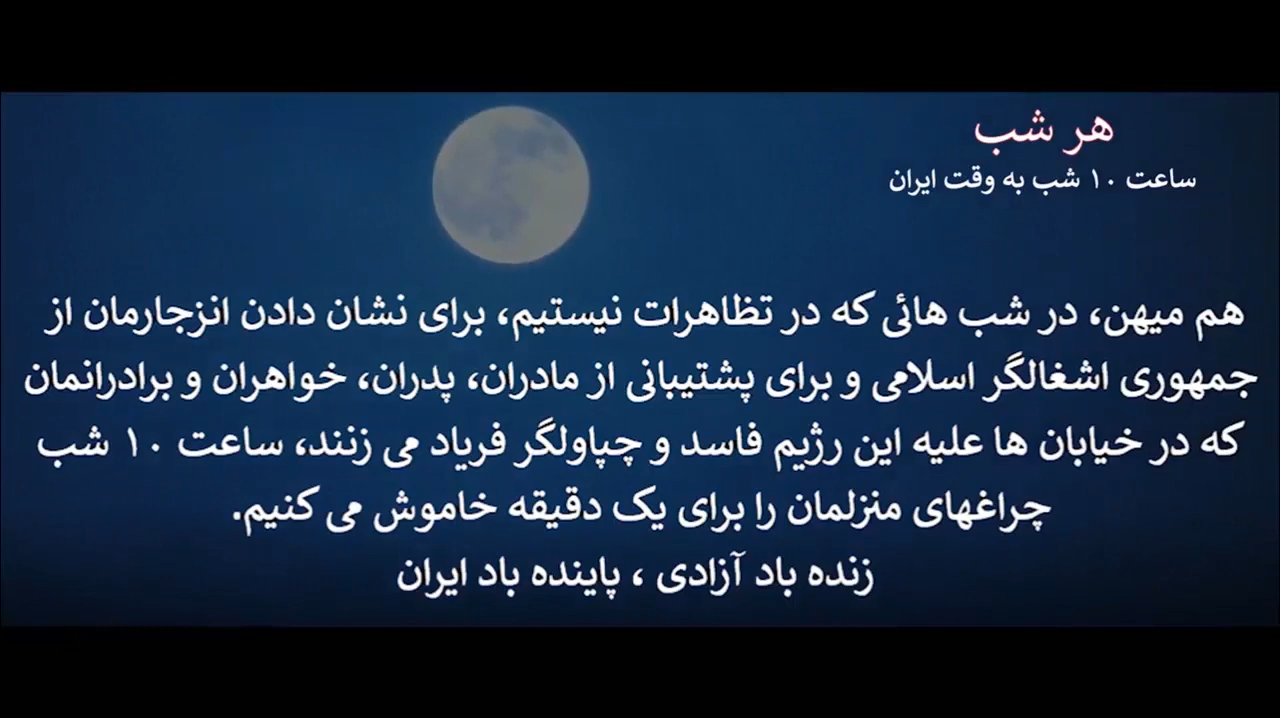 هر شب
ساعت ۱۰ شب به وقت ایران
هم میهن، در شب هائی که در تظاهرات نیستیم، برای نشان دادن انزجارمان از
جمهوری اشغالگر اسلامی و برای پشتیبانی از مادران، پدران، خواهران و برادرانمان
که در خیابان ها علیه این رژیم فاسد و چپاولگر فریاد می زنند، ساعت ۱۰ شب
چراغهای منزلمان را برای یک دقیقه خاموش می کنیم.
زنده باد آزادی ، پاینده باد ایران